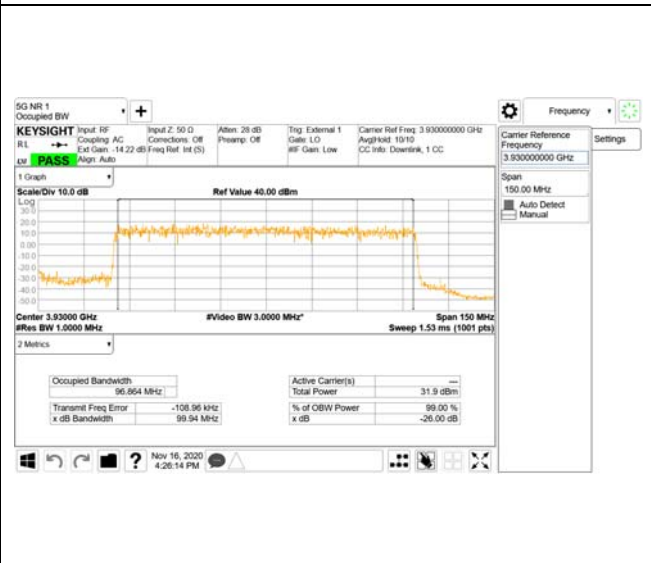 5G NR 1
Occupied BW
Frequency
KEYSIGHT
Input: RF
Input Z: 50 Ω
Atten: 28 dB
Trig: External 1
Carrier Ref Freq: 3.930000000 GHz
RL
Coupling: AC
Corrections: Off
Preamp: Off
Gate: LO
Avg|Hold: 10/10
Ext Gain: -14.22 dB
Freq Ref: Int (S)
#IF Gain: Low
CC Info: Downlink, 1 CC
PASS
Align: Auto
Carrier Reference
Frequency
3.930000000 GHz
Settings
Span
150.00 MHz
Auto Detect
Manual
1 Graph
Scale/Div 10.0 dB
Ref Value 40.00 dBm
Log
30.0
20.0
10.0
0.00
-10.0
-20.0
-30.0
-40.0
-50.0
Center 3.93000 GHz
#Video BW 3.0000 MHz*
Span 150 MHz
#Res BW 1.0000 MHz
Sweep 1.53 ms (1001 pts)
2 Metrics
Occupied Bandwidth
96.864 MHz
Active Carrier(s)
---
Total Power
31.9 dBm
Transmit Freq Error
-108.96 kHz
% of OBW Power
99.00 %
x dB Bandwidth
99.94 MHz
x dB
-26.00 dB
?
Nov 16, 2020
4:26:14 PM